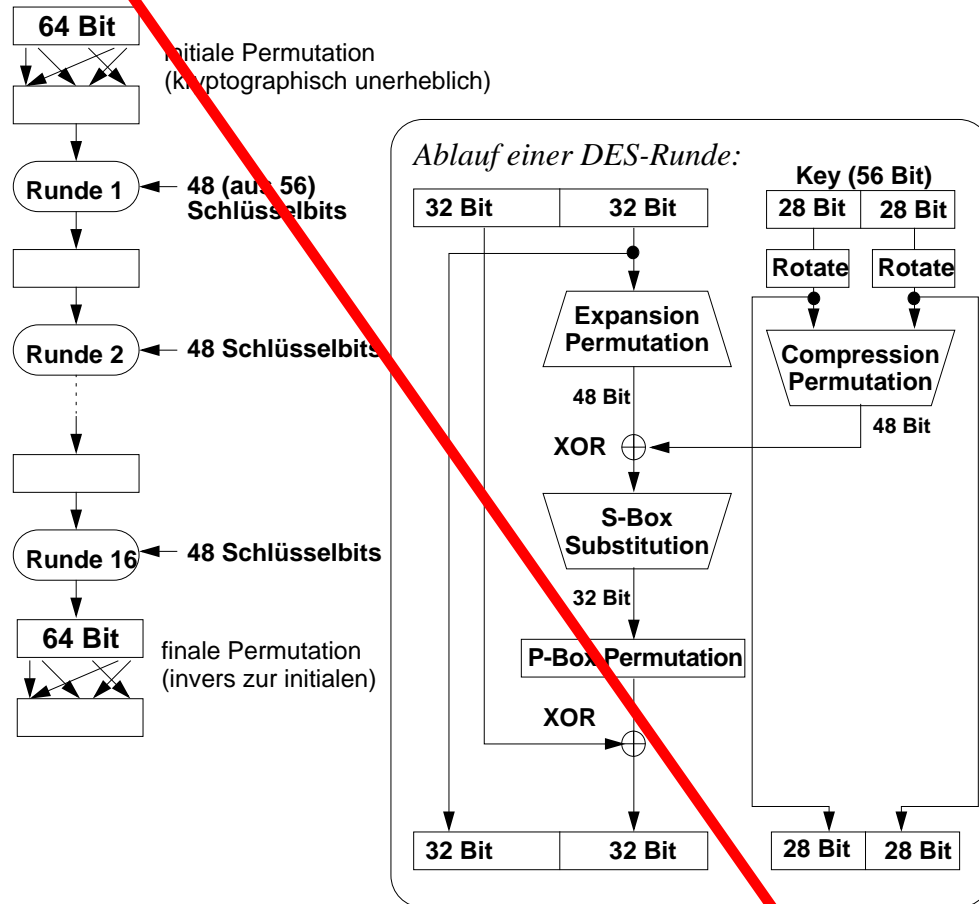 64 Bit
initiale Permutation
(kryptographisch unerheblich)
Runde 1
48 (aus 56)
Schlüsselbits
Runde 2
48 Schlüsselbits
Runde 16
48 Schlüsselbits
64 Bit
finale Permutation
(invers zur initialen)
Ablauf einer DES-Runde:
32 Bit
32 Bit
Key (56 Bit)
28 Bit
28 Bit
Rotate
Rotate
Expansion
Permutation
Compression
Permutation
48 Bit
48 Bit
XOR
S-Box
Substitution
32 Bit
P-Box Permutation
XOR
32 Bit
32 Bit
28 Bit
28 Bit